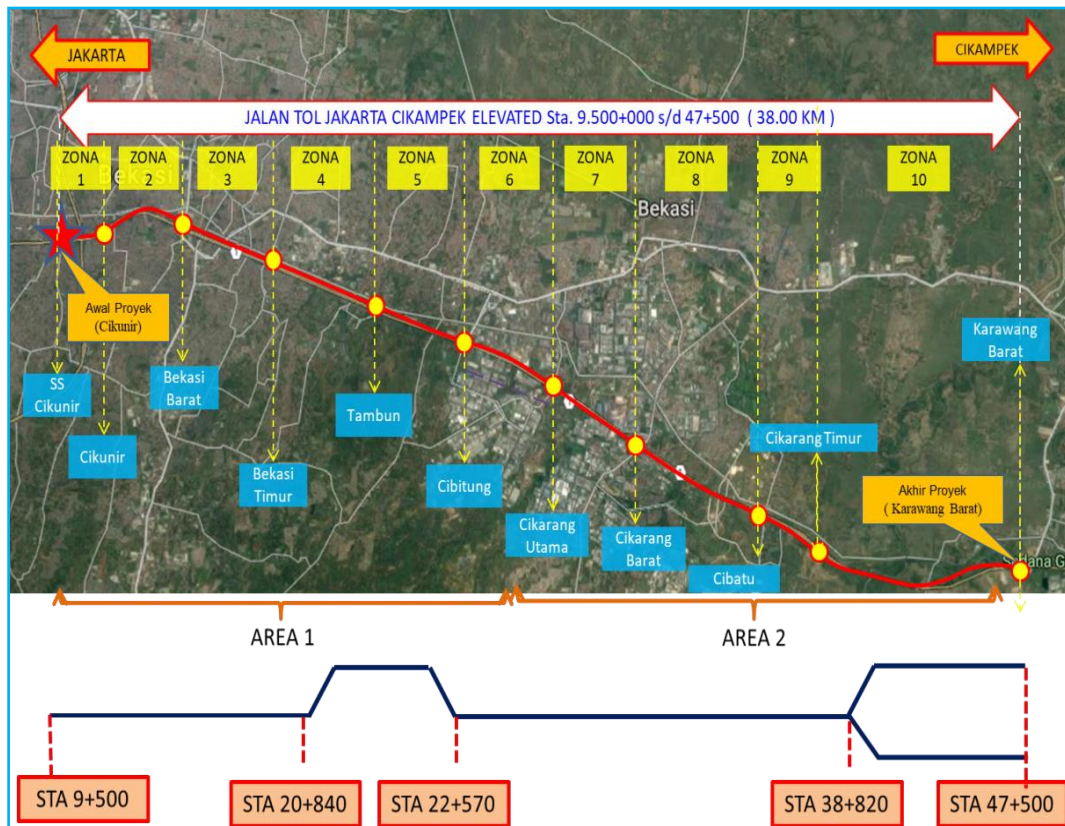 JAKARTA
CIKAMPEK
JALAN TOL JAKARTA CIKAMPEK ELEVATED Sta. 9.500+000 s/d 47+500 ( 38.00 KM )
ZONA
1
ZONA
2
ZONA
3
ZONA
4
ZONA
5
ZONA
6
ZONA
7
ZONA
8
ZONA
9
ZONA
10
Bekasi
Bekasi
Awal Proyek
(Cikunir)
SS
Cikunir
Cikunir
Bekasi
Barat
Bekasi
Timur
Tambun
Cibitung
Cikarang
Utama
Cikarang
Barat
Cibatu
Cikarang Timur
Karawang
Barat
Akhir Proyek
( Karawang Barat)
AREA 1
AREA 2
STA 9+500
STA 20+840
STA 22+570
STA 38+820
STA 47+500